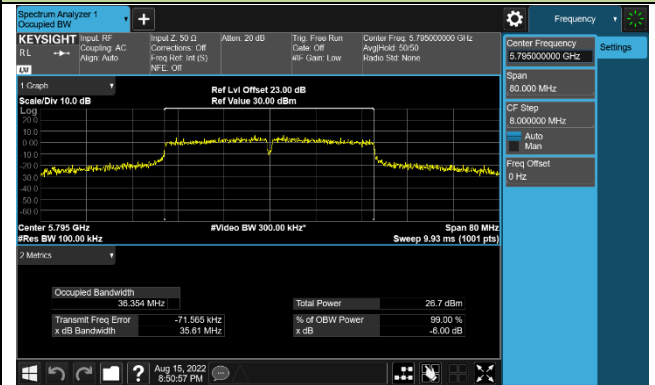 Spectrum Analyzer 1
Occupied BW
Frequency
KEYSIGHT
RL
LXI
Input: RF
Coupling: AC
Align: Auto
Input Z: 50 Ω
Corrections: Off
Freq Ref: Int (S)
NFE: Off
Atten: 20 dB
Trig: Free Run
Gate: Off
#IF Gain: Low
Center Freq: 5.795000000 GHz
Avg|Hold: 50/50
Radio Std: None
Center Frequency
5.795000000 GHz
Settings
Span
80.000 MHz
CF Step
8.000000 MHz
Auto
Man
Freq Offset
0 Hz
1 Graph
Scale/Div 10.0 dB
Ref Lvl Offset 23.00 dB
Ref Value 30.00 dBm
Log
20.0
10.0
0.00
-10.0
-20.0
-30.0
-40.0
-50.0
-60.0
Center 5.795 GHz
#Video BW 300.00 kHz*
Span 80 MHz
#Res BW 100.00 kHz
Sweep 9.93 ms (1001 pts)
2 Metrics
Occupied Bandwidth
36.354 MHz
Total Power
26.7 dBm
Transmit Freq Error
-71.565 kHz
% of OBW Power
99.00 %
x dB Bandwidth
35.61 MHz
x dB
-6.00 dB
Aug 15, 2022
8:50:57 PM